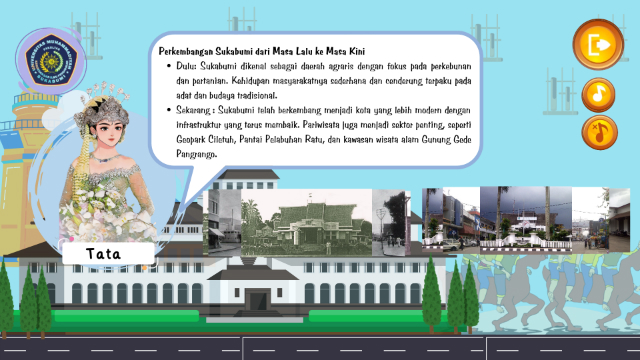 Perkembangan Sukabumi dari Masa Lalu ke Masa Kini
• Dulu: Sukabumi dikenal sebagai daerah agraris dengan fokus pada perkebunan
dan pertanian. Kehidupan masyarakatnya sederhana dan cenderung terpaku pada
adat dan budaya tradisional.
• Sekarang : Sukabumi telah berkembang menjadi kota yang lebih modern dengan
infrastruktur yang terus membaik. Pariwisata juga menjadi sektor penting, seperti
Geopark Ciletuh, Pantai Pelabuhan Ratu, dan kawasan wisata alam Gunung Gede
Pangrango.
UNIVERSITAS MUHAMMADIYAH
SUKABUMI
Tata